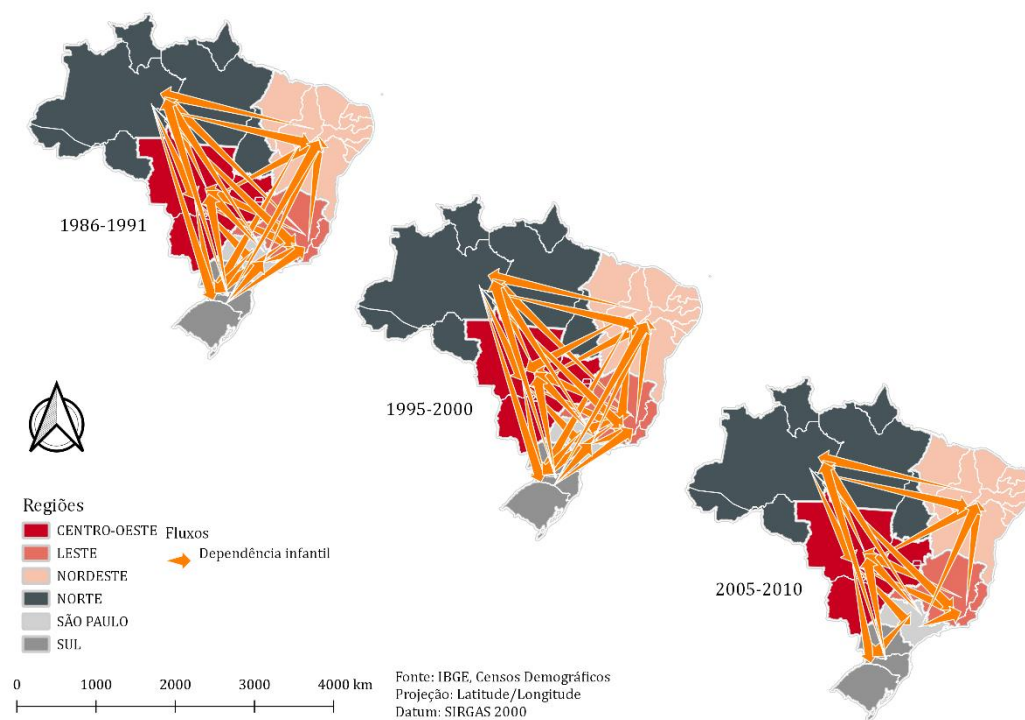 1986-1991
1995-2000
2005-2010
Regiões
CENTRO-OESTE
LESTE
NORDESTE
NORTE
SÃO PAULO
SUL
Fluxos
Dependência infantil
0 1000 2000 3000 4000 km
Fonte: IBGE, Censos Demográficos
Projeção: Latitude/Longitude
Datum: SIRGAS 2000